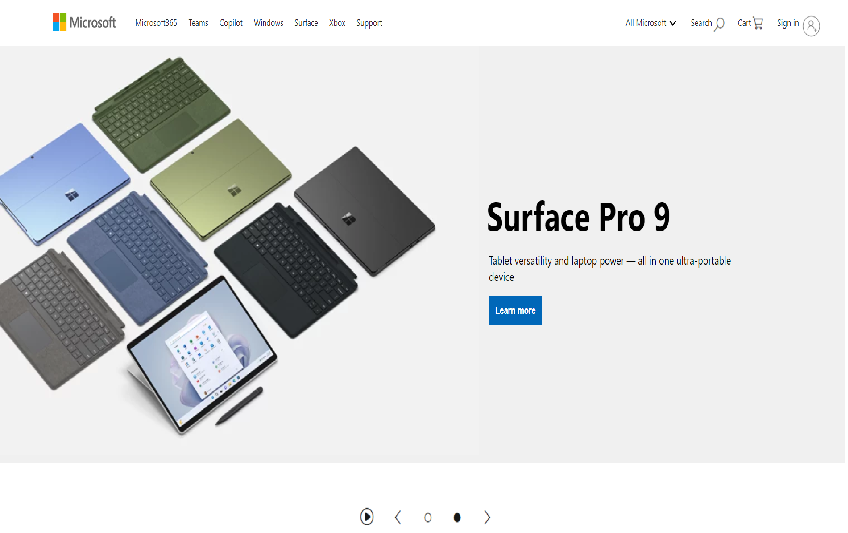 Microsoft Microsoft365 Teams Copilot Windows Surface Xbox Support All Microsoft Search Cart Sign in
Surface Pro 9
Tablet versatility and laptop power — all in one ultra-portable
device
Learn more